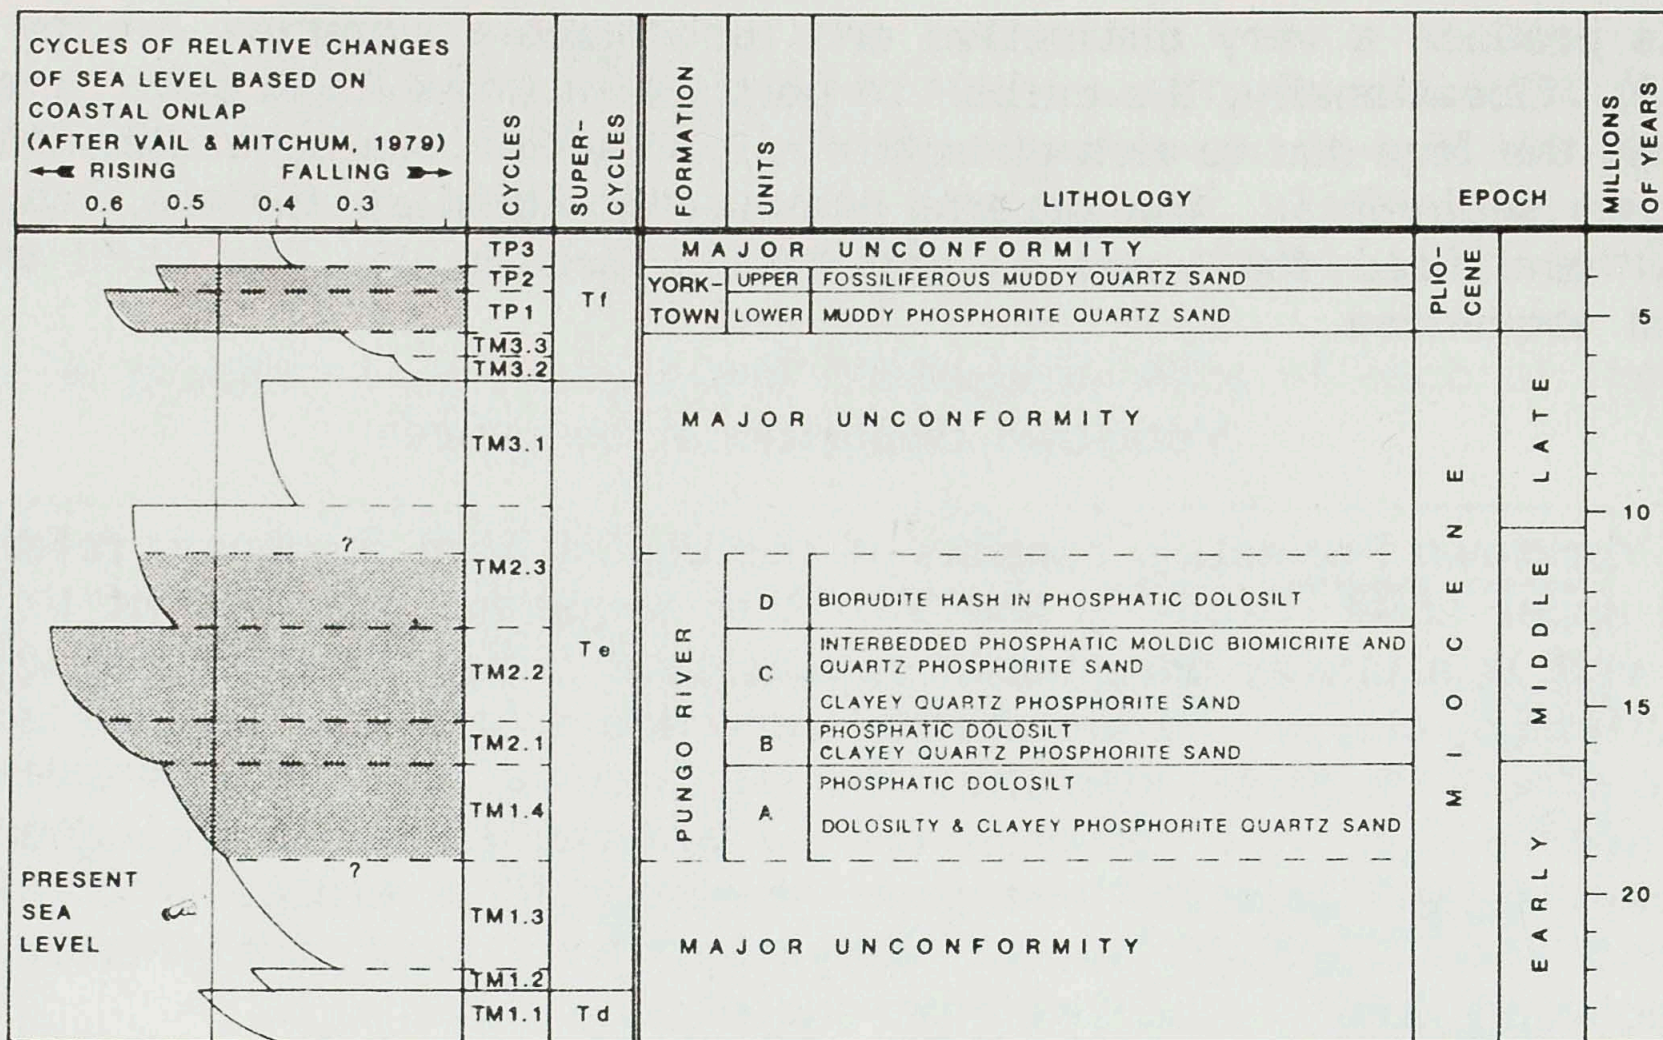 CYCLES OF RELATIVE CHANGES
OF SEA LEVEL BASED ON
COASTAL ONLAP
(AFTER VAIL & MITCHUM, 1979)
RISING FALLING
0.6 0.5 0.4 0.3
CYCLES
SUPER-
CYCLES
FORMATION
UNITS
LITHOLOGY
EPOCH
MILLIONS
OF YEARS
TP3
TP2
TP1
TM3.3
TM3.2
TM3.1
TM2.3
TM2.2
TM2.1
TM1.4
TM1.3
TM1.2
TM1.1
Tf
Te
Td
?
?
PRESENT
SEA
LEVEL
MAJOR UNCONFORMITY
YORK-
TOWN
UPPER
FOSSILIFEROUS MUDDY QUARTZ SAND
LOWER
MUDDY PHOSPHORITE QUARTZ SAND
MAJOR UNCONFORMITY
PUNGO RIVER
D
BIORUDITE HASH IN PHOSPHATIC DOLOSILT
C
INTERBEDDED PHOSPHATIC MOLDIC BIOMICRITE AND
QUARTZ PHOSPHORITE SAND
CLAYEY QUARTZ PHOSPHORITE SAND
B
PHOSPHATIC DOLOSILT
CLAYEY QUARTZ PHOSPHORITE SAND
A
PHOSPHATIC DOLOSILT
DOLOSILTY & CLAYEY PHOSPHORITE QUARTZ SAND
MAJOR UNCONFORMITY
PLIO-
CENE
MIOCENE
LATE
MIDDLE
EARLY
5
10
15
20